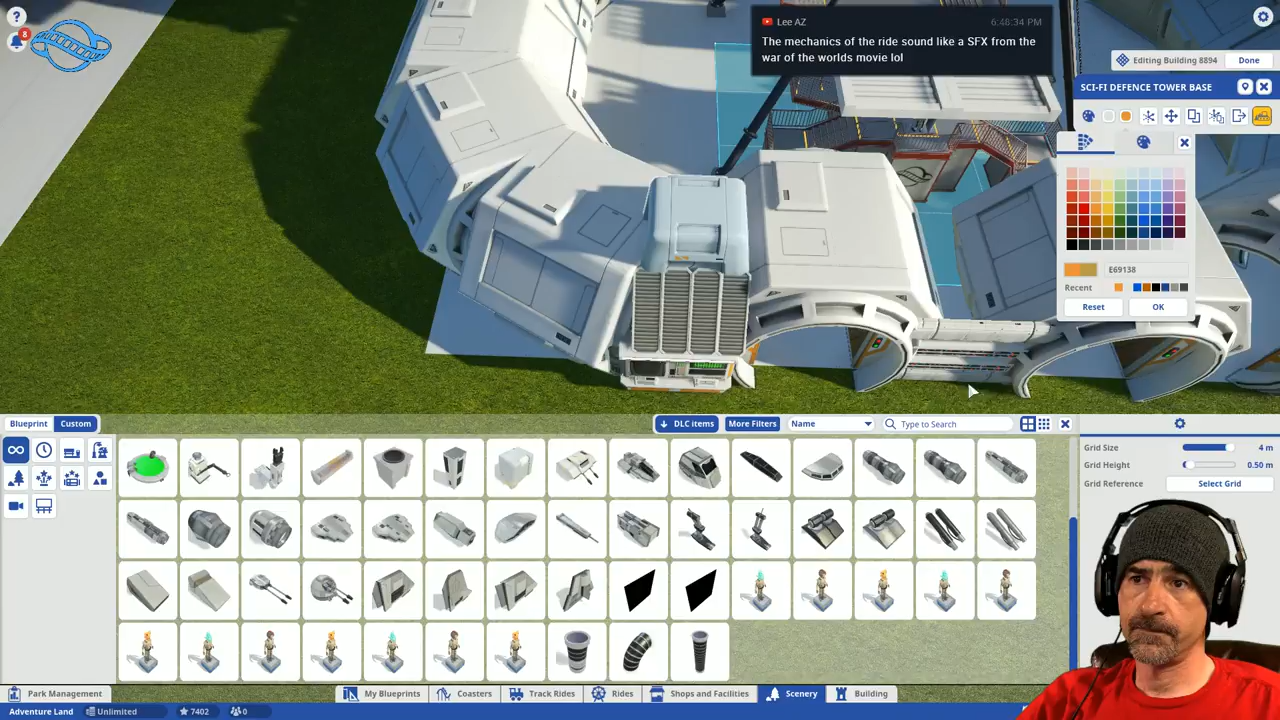 ?
8
Lee AZ
6:48:34 PM
The mechanics of the ride sound like a SFX from the
war of the worlds movie lol
Editing Building 8894
Done
SCI-FI DEFENCE TOWER BASE
E69138
Recent
Reset
OK
Blueprint
Custom
DLC items
More Filters
Name
Type to Search
Grid Size
4 m
Grid Height
0.50 m
Grid Reference
Select Grid
Park Management
My Blueprints
Coasters
Track Rides
Rides
Shops and Facilities
Scenery
Building
Adventure Land
Unlimited
7402
0